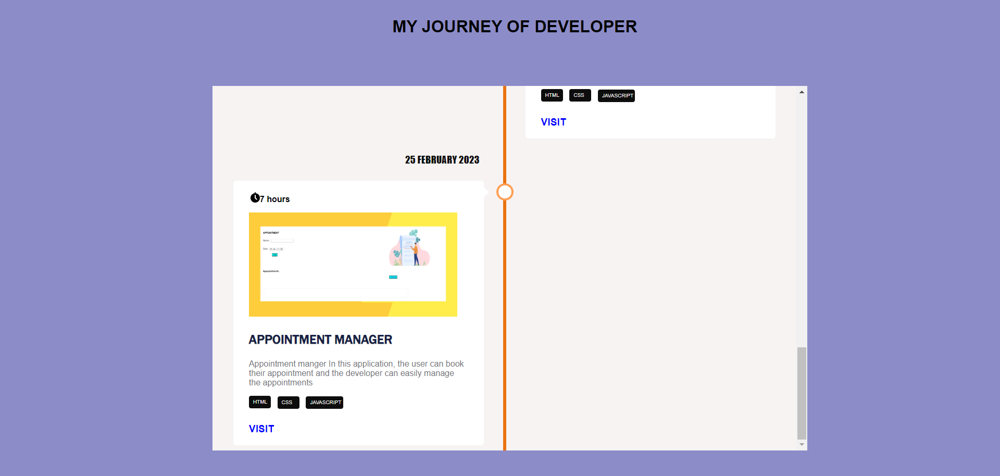 MY JOURNEY OF DEVELOPER
HTML CSS JAVASCRIPT
VISIT
25 FEBRUARY 2023
7 hours
APPOINTMENT
Name:
Date:
Appopintments
APPOINTMENT MANAGER
Appointment manger In this application, the user can book
their appointment and the developer can easily manage
the appointments
HTML CSS JAVASCRIPT
VISIT